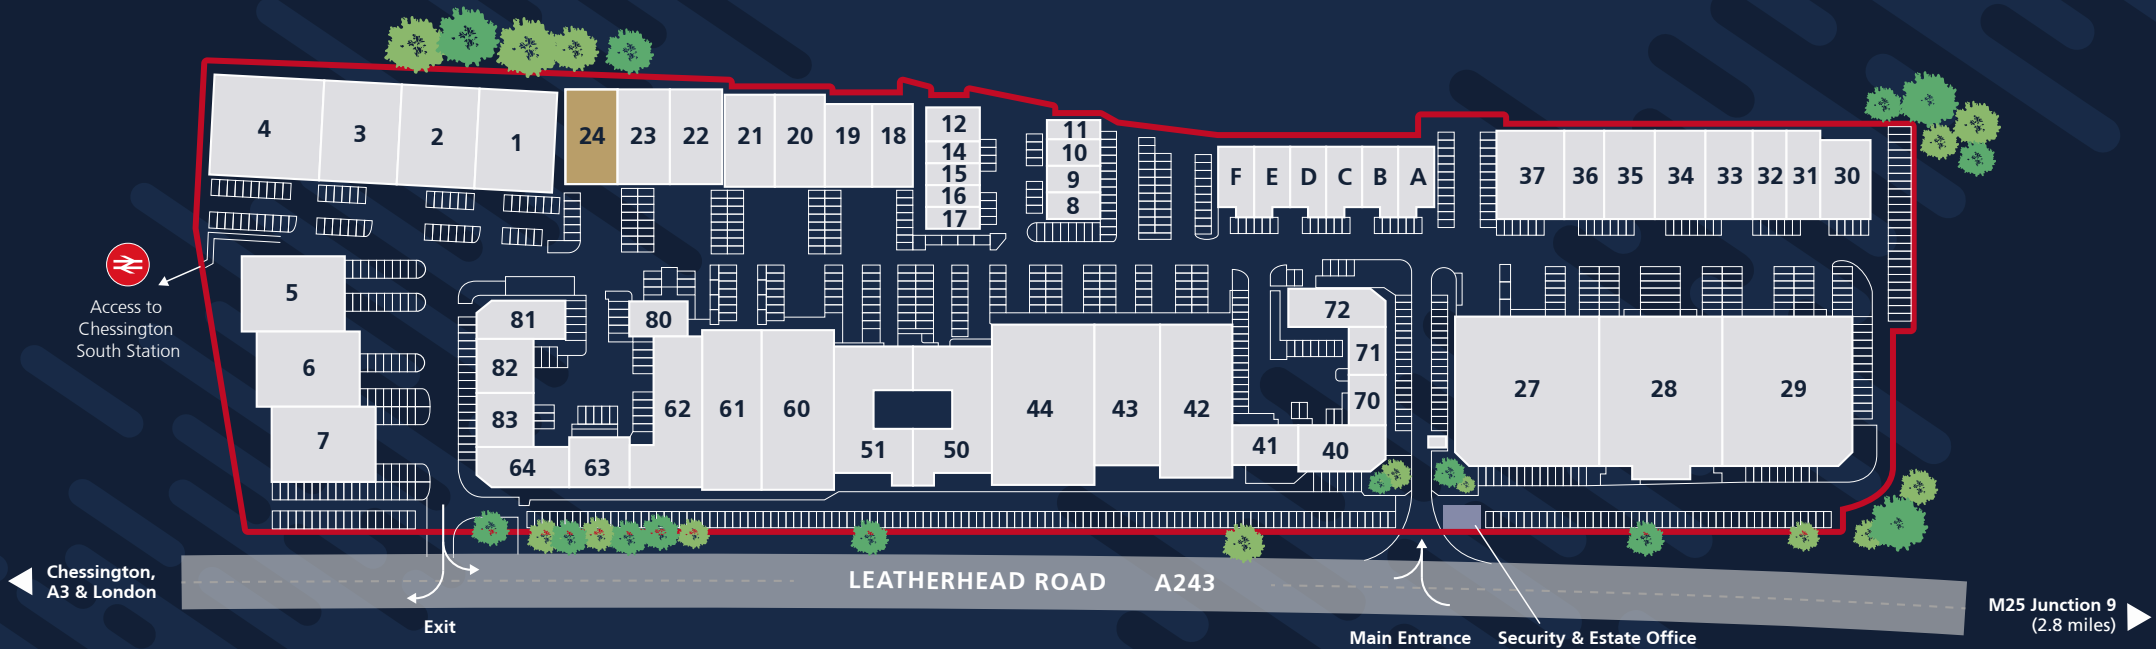 4 3 2 1 24 23 22 21 20 19 18
12
14
15
16
17
11
10
9
8
F E D C B A
37 36 35 34 33 32 31 30
5
6
7
Access to
Chessington
South Station
81
82
83
64
63
80
62 61 60
51 50
44 43 42
41 40
72
71
70
27 28 29
Chessington,
A3 & London
LEATHERHEAD ROAD A243
Exit
Main Entrance
Security & Estate Office
M25 Junction 9
(2.8 miles)